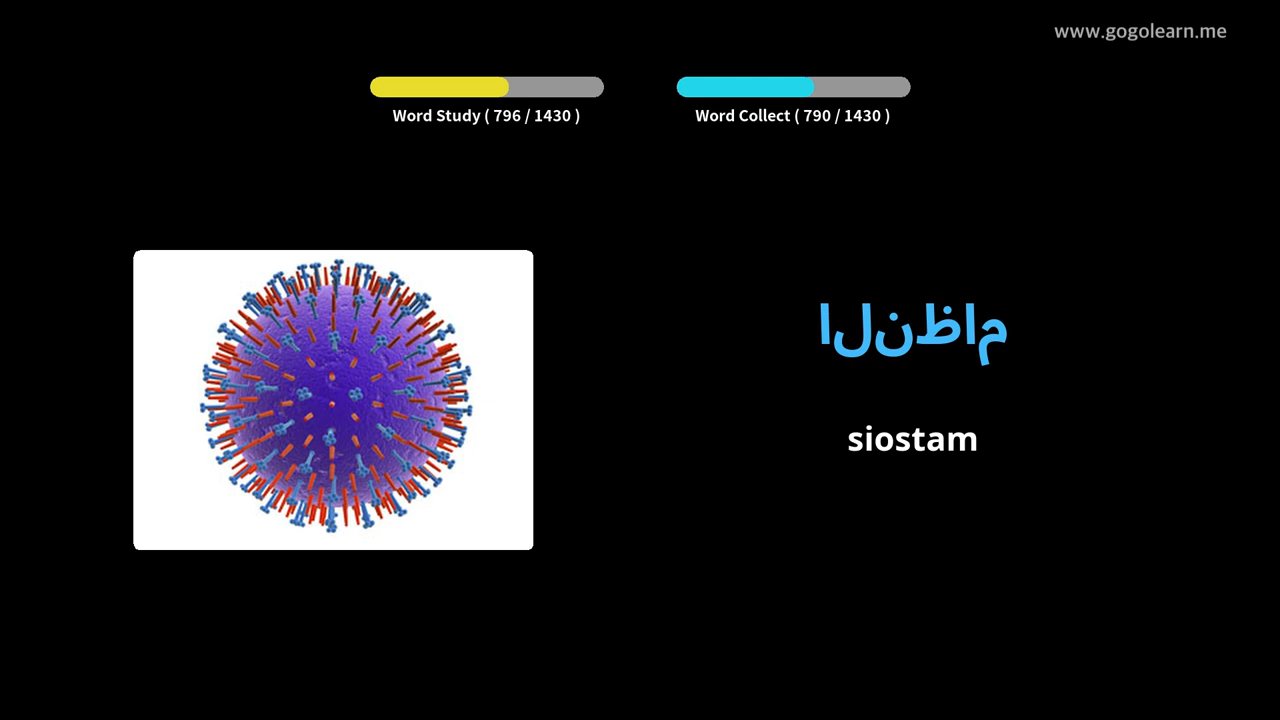 www.gogolearn.me
Word Study ( 796 / 1430 )
Word Collect ( 790 / 1430 )
النظام
siostam